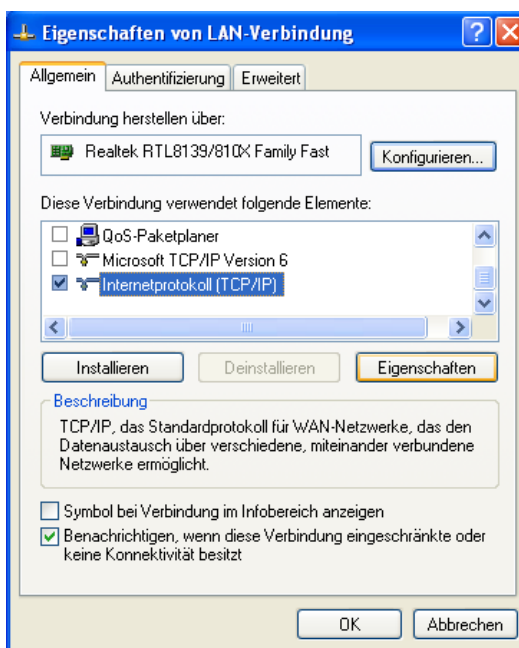 Eigenschaften von LAN-Verbindung
Allgemein Authentifizierung Erweitert
Verbindung herstellen über:
Realtek RTL8139/810X Family Fast
Konfigurieren...
Diese Verbindung verwendet folgende Elemente:
QoS-Paketplaner
Microsoft TCP/IP Version 6
Internetprotokoll (TCP/IP)
Installieren Deinstallieren Eigenschaften
Beschreibung
TCP/IP, das Standardprotokoll für WAN-Netzwerke, das den
Datenaustausch über verschiedene, miteinander verbundene
Netzwerke ermöglicht.
Symbol bei Verbindung im Infobereich anzeigen
Benachrichtigen, wenn diese Verbindung eingeschränkte oder
keine Konnektivität besitzt
OK Abbrechen